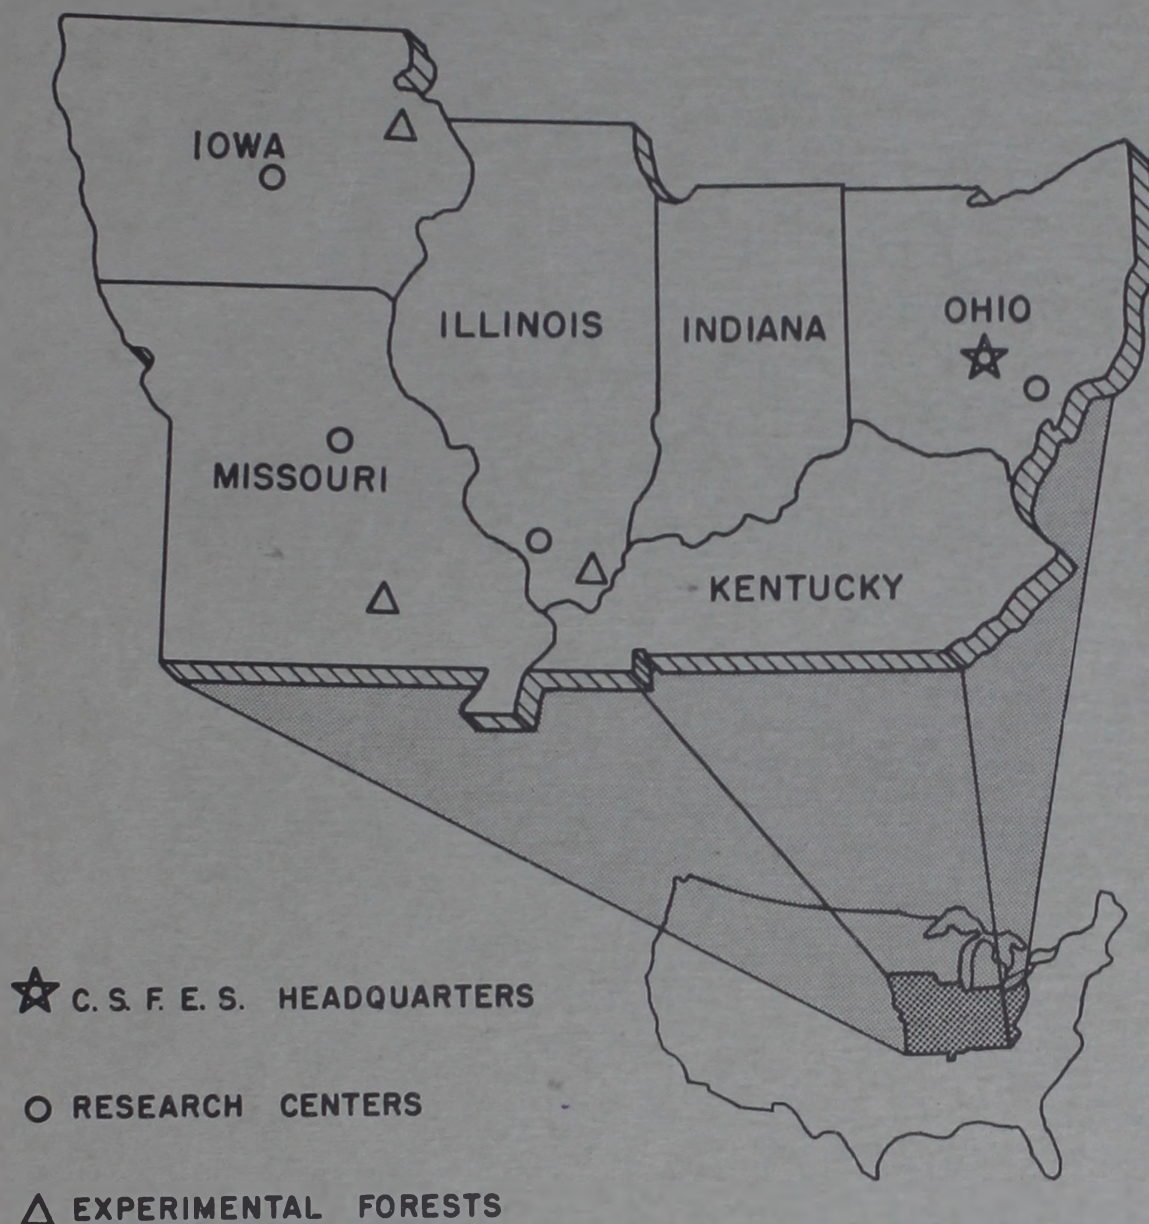 IOWA
ILLINOIS
INDIANA
OHIO
MISSOURI
KENTUCKY
C. S. F. E. S. HEADQUARTERS
RESEARCH CENTERS
EXPERIMENTAL FORESTS